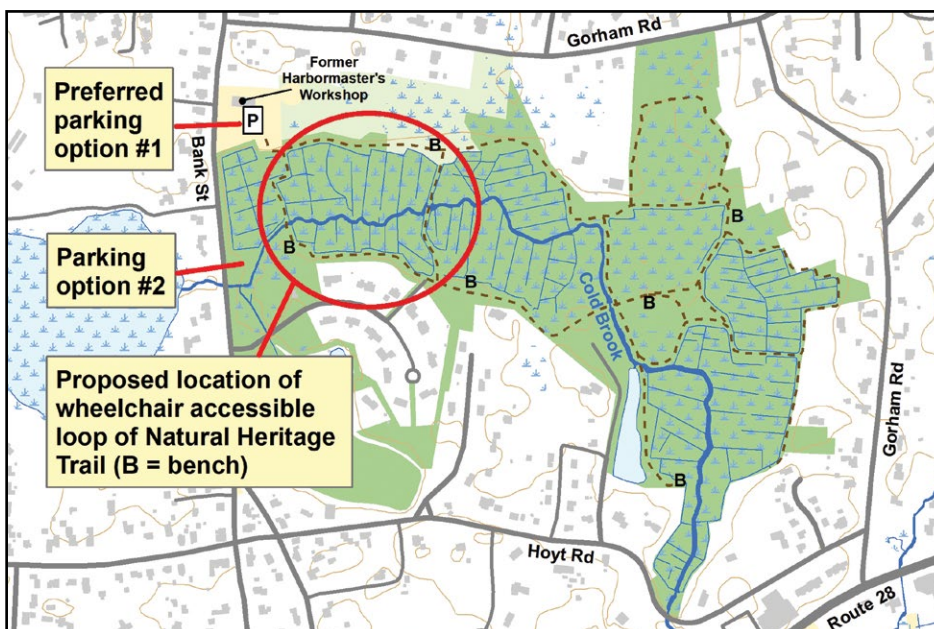 Gorham Rd
Former
Harbormaster's
Workshop
Preferred
parking
option #1
P
Bank St
B
B
B
B
Parking
option #2
B
Cold Brook
Proposed location of
wheelchair accessible
loop of Natural Heritage
Trail (B = bench)
Gorham Rd
B
Hoyt Rd
Route 28